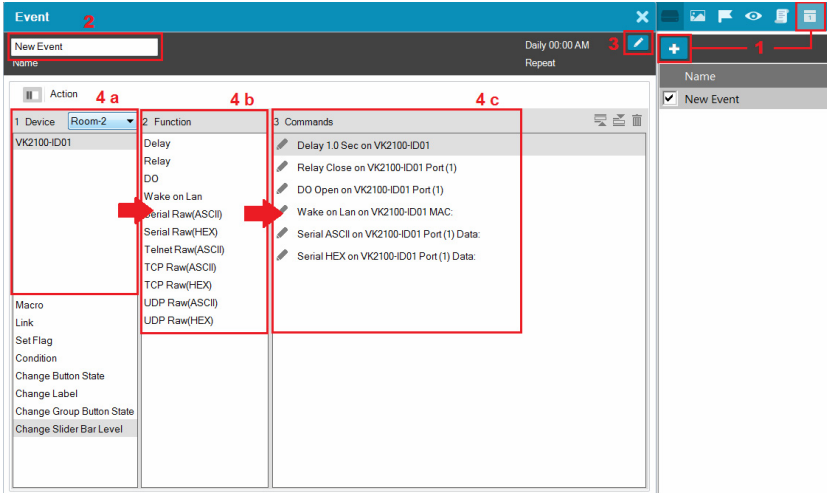 Event
2
New Event
Name
Daily 00:00 AM
Repeat
3
1
Name
New Event
Action
4 a
4 b
4 c
1 Device
Room-2
2 Function
3 Commands
VK2100-ID01
Macro
Link
Set Flag
Condition
Change Button State
Change Label
Change Group Button State
Change Slider Bar Level
Delay
Relay
DO
Wake on Lan
Serial Raw(ASCII)
Serial Raw(HEX)
Telnet Raw(ASCII)
TCP Raw(ASCII)
TCP Raw(HEX)
UDP Raw(ASCII)
UDP Raw(HEX)
Delay 1.0 Sec on VK2100-ID01
Relay Close on VK2100-ID01 Port (1)
DO Open on VK2100-ID01 Port (1)
Wake on Lan on VK2100-ID01 MAC:
Serial ASCII on VK2100-ID01 Port (1) Data:
Serial HEX on VK2100-ID01 Port (1) Data: